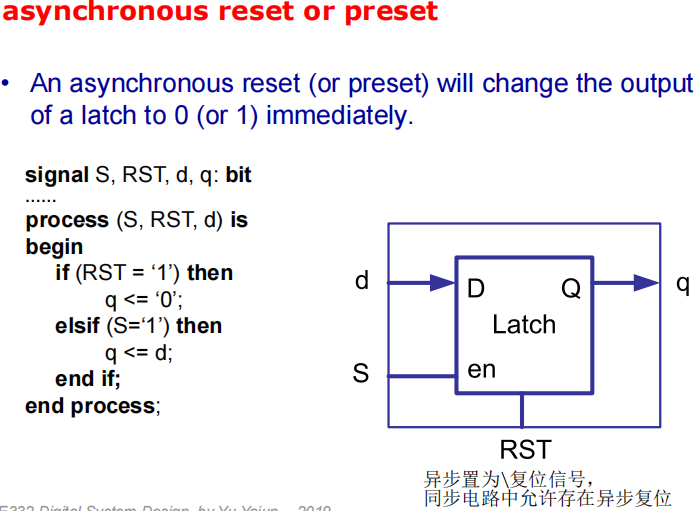 asynchronous reset or preset
• An asynchronous reset (or preset) will change the output
of a latch to 0 (or 1) immediately.
signal S, RST, d, q: bit
......
process (S, RST, d) is
begin
if (RST = ‘1’) then
q <= ‘0’;
elsif (S=‘1’) then
q <= d;
end if;
end process;
d
D
Q
q
Latch
S
en
RST
异步置为\复位信号，
同步电路中允许存在异步复位